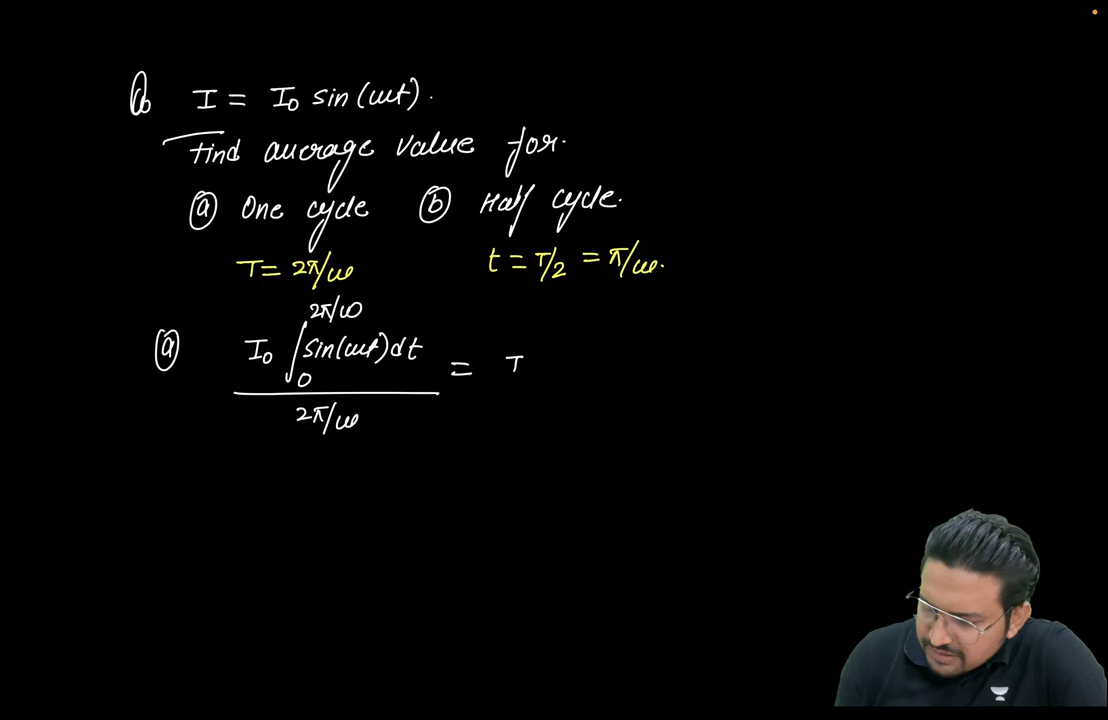 Q. I = I₀ sin(ωt).
Find average value for.
ⓐ One cycle ⓑ Half cycle.
T = 2π/ω t = T/2 = π/ω.
2π/ω
ⓐ I₀ ∫ sin(ωt)dt = I
0
2π/ω